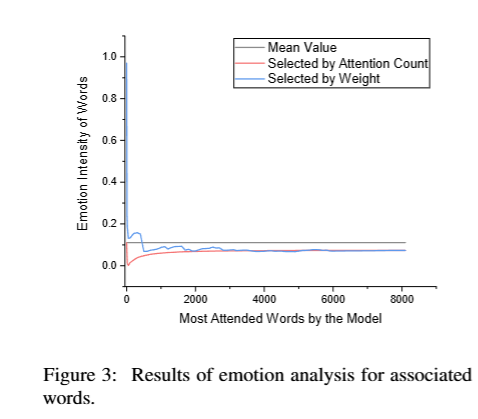 Mean Value
Selected by Attention Count
Selected by Weight
Emotion Intensity of Words
1.0
0.8
0.6
0.4
0.2
0.0
0 2000 4000 6000 8000
Most Attended Words by the Model
Figure 3: Results of emotion analysis for associated
words.